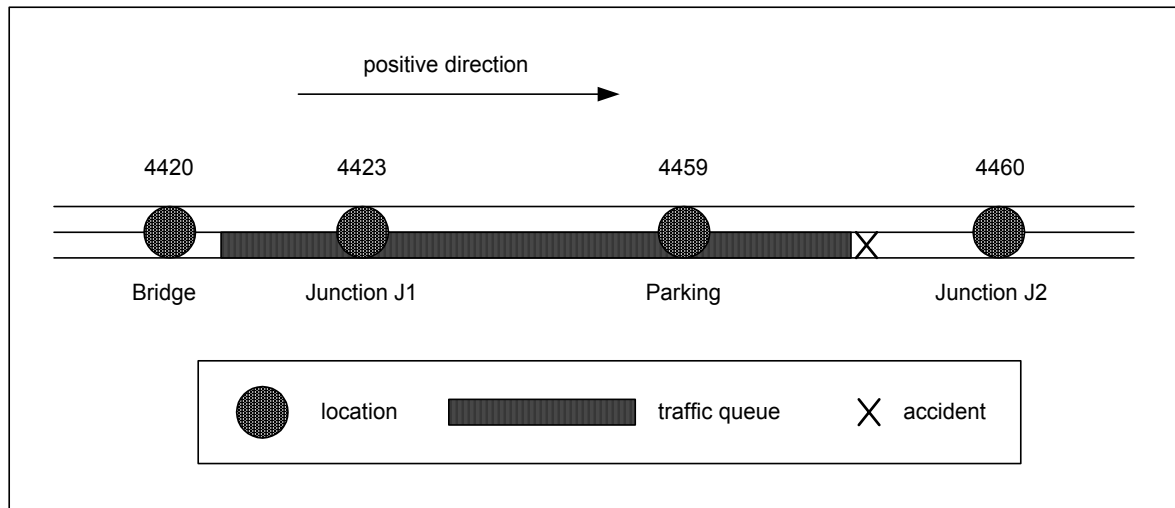 positive direction
4420 4423 4459 4460
Bridge Junction J1 Parking Junction J2
location traffic queue accident